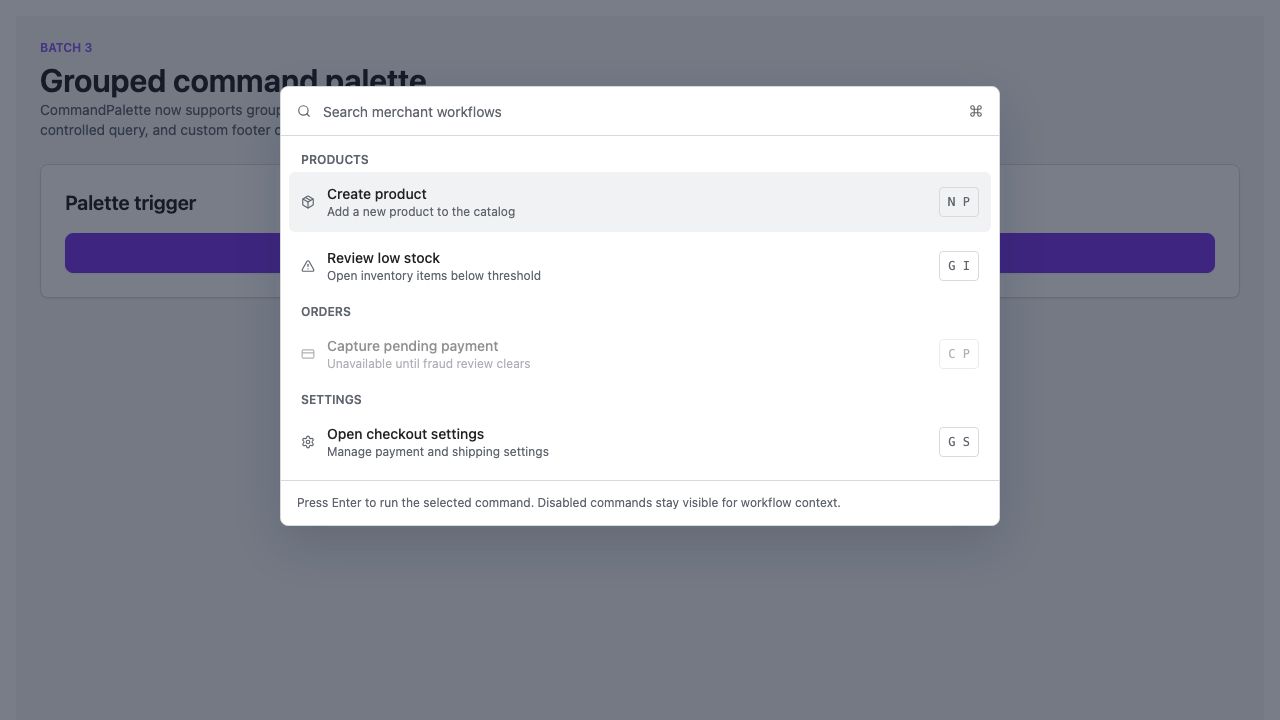 BATCH 3
Grouped command palette
CommandPalette now supports group
controlled query, and custom footer
Palette trigger
Search merchant workflows ⌘
PRODUCTS
Create product
Add a new product to the catalog
N P
Review low stock
Open inventory items below threshold
G I
ORDERS
Capture pending payment
Unavailable until fraud review clears
C P
SETTINGS
Open checkout settings
Manage payment and shipping settings
G S
Press Enter to run the selected command. Disabled commands stay visible for workflow context.